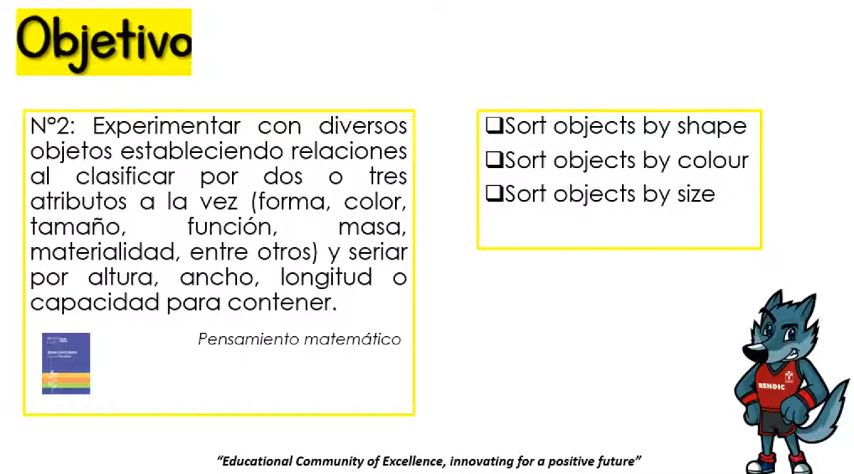 Objetivo
N°2: Experimentar con diversos
objetos estableciendo relaciones
al clasificar por dos o tres
atributos a la vez (forma, color,
tamaño, función, masa,
materialidad, entre otros) y seriar
por altura, ancho, longitud o
capacidad para contener.
Pensamiento matemático
❑Sort objects by shape
❑Sort objects by colour
❑Sort objects by size
RENDIC
“Educational Community of Excellence, innovating for a positive future”